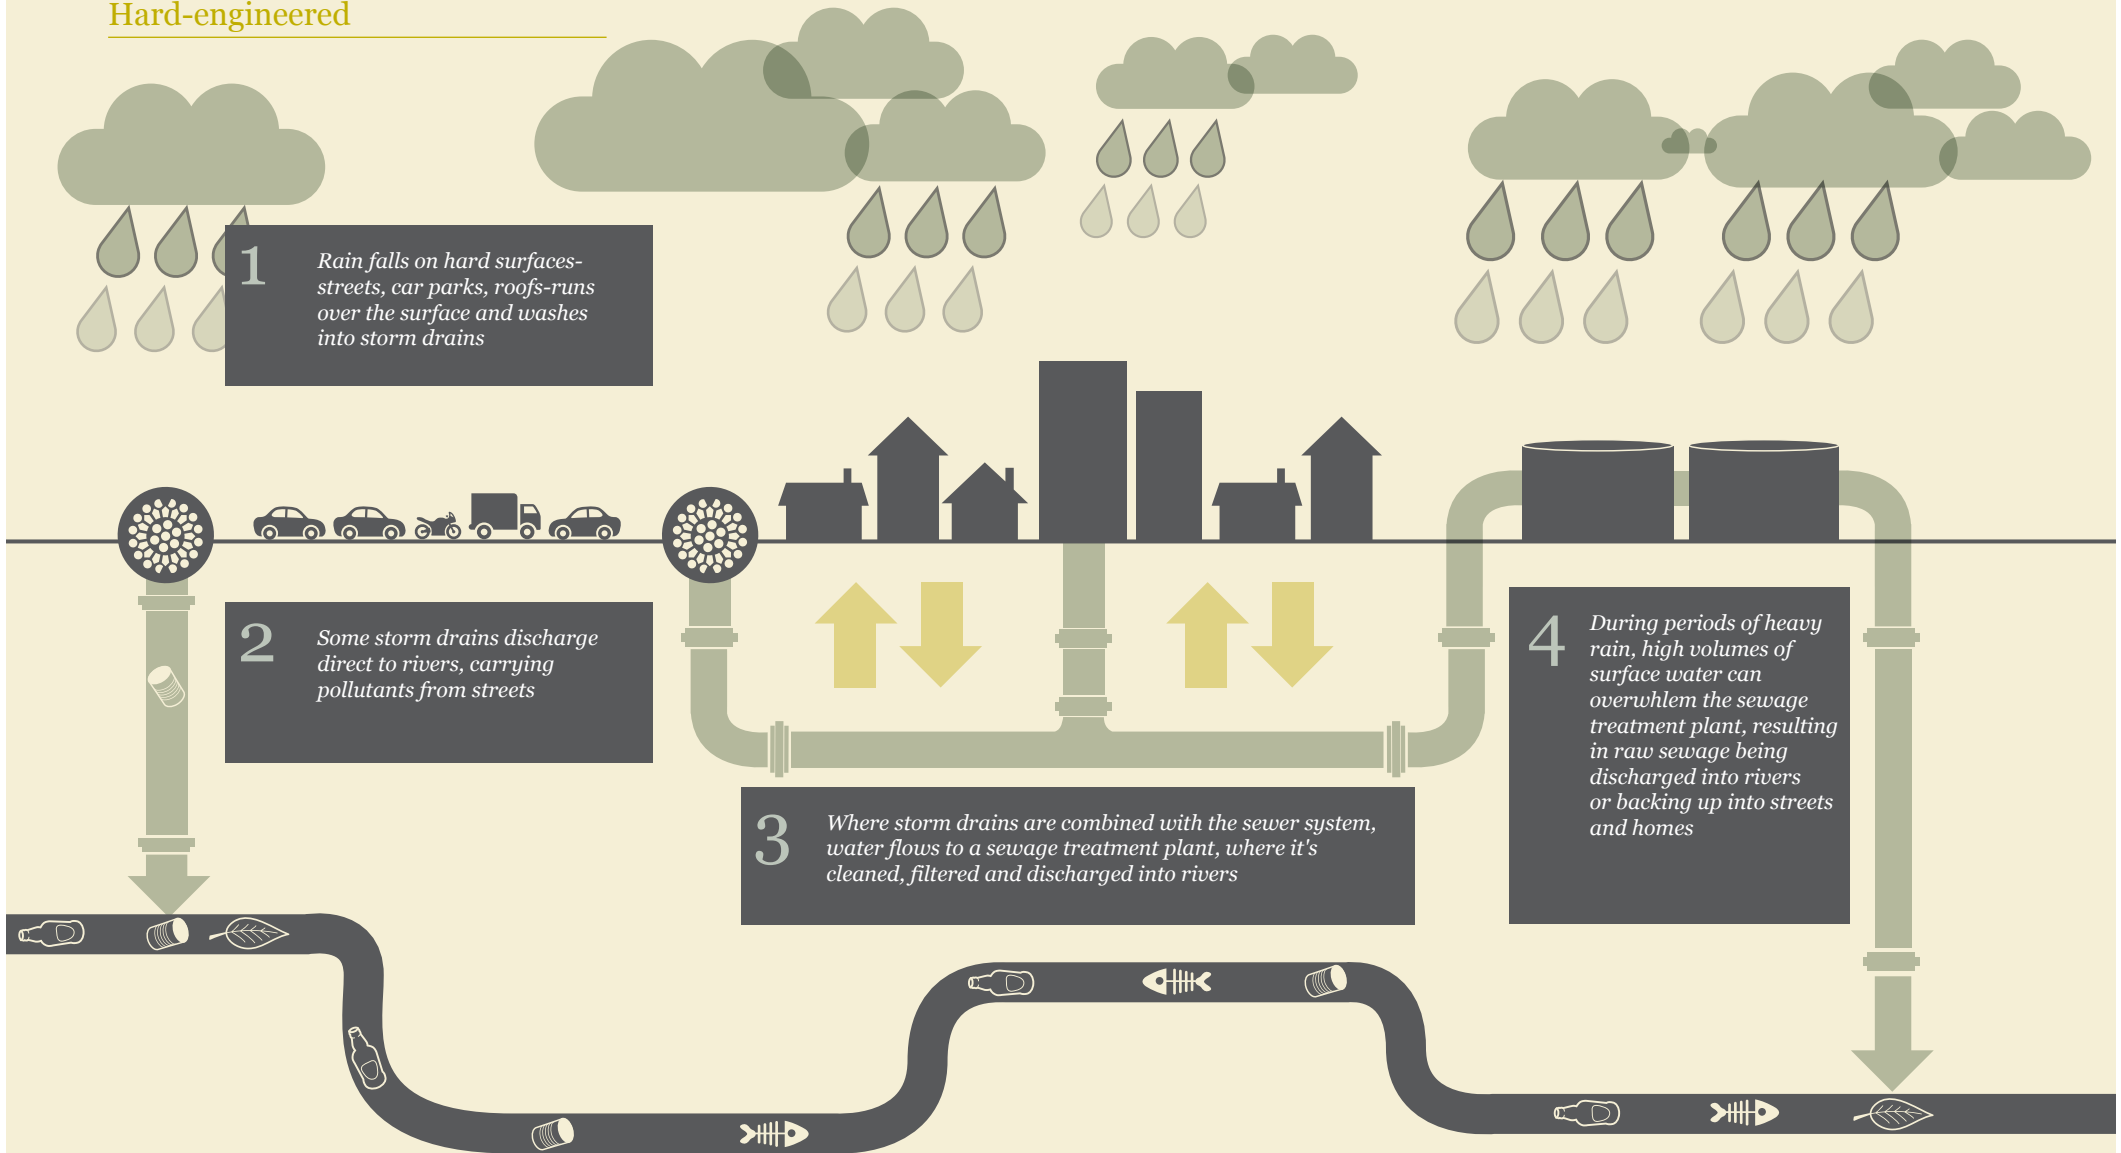 Hard-engineered
1
Rain falls on hard surfaces-
streets, car parks, roofs-runs
over the surface and washes
into storm drains
2
Some storm drains discharge
direct to rivers, carrying
pollutants from streets
3
Where storm drains are combined with the sewer system,
water flows to a sewage treatment plant, where it's
cleaned, filtered and discharged into rivers
4
During periods of heavy
rain, high volumes of
surface water can
overwhlem the sewage
treatment plant, resulting
in raw sewage being
discharged into rivers
or backing up into streets
and homes